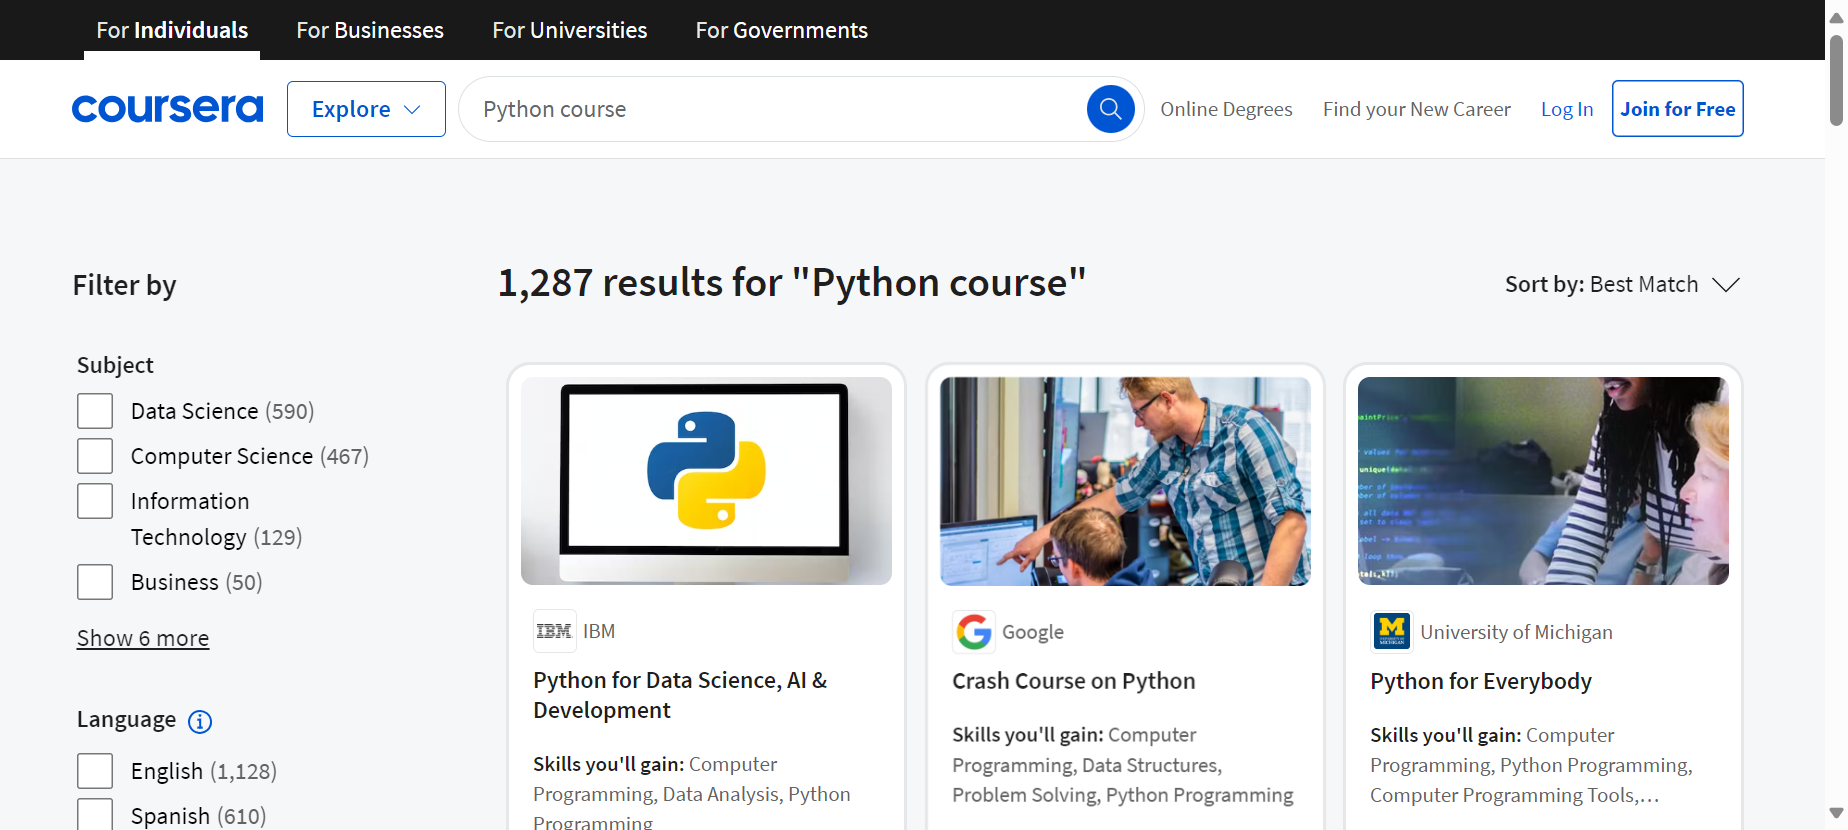 For Individuals
For Businesses
For Universities
For Governments
coursera
Explore
Python course
Online Degrees
Find your New Career
Log In
Join for Free
Filter by
1,287 results for "Python course"
Sort by: Best Match
Subject
Data Science (590)
Computer Science (467)
Information
Technology (129)
Business (50)
Show 6 more
Language
English (1,128)
Spanish (610)
IBM
IBM
Python for Data Science, AI &
Development
Skills you'll gain: Computer
Programming, Data Analysis, Python
Programming
Google
Crash Course on Python
Skills you'll gain: Computer
Programming, Data Structures,
Problem Solving, Python Programming
University of Michigan
Python for Everybody
Skills you'll gain: Computer
Programming, Python Programming,
Computer Programming Tools,…